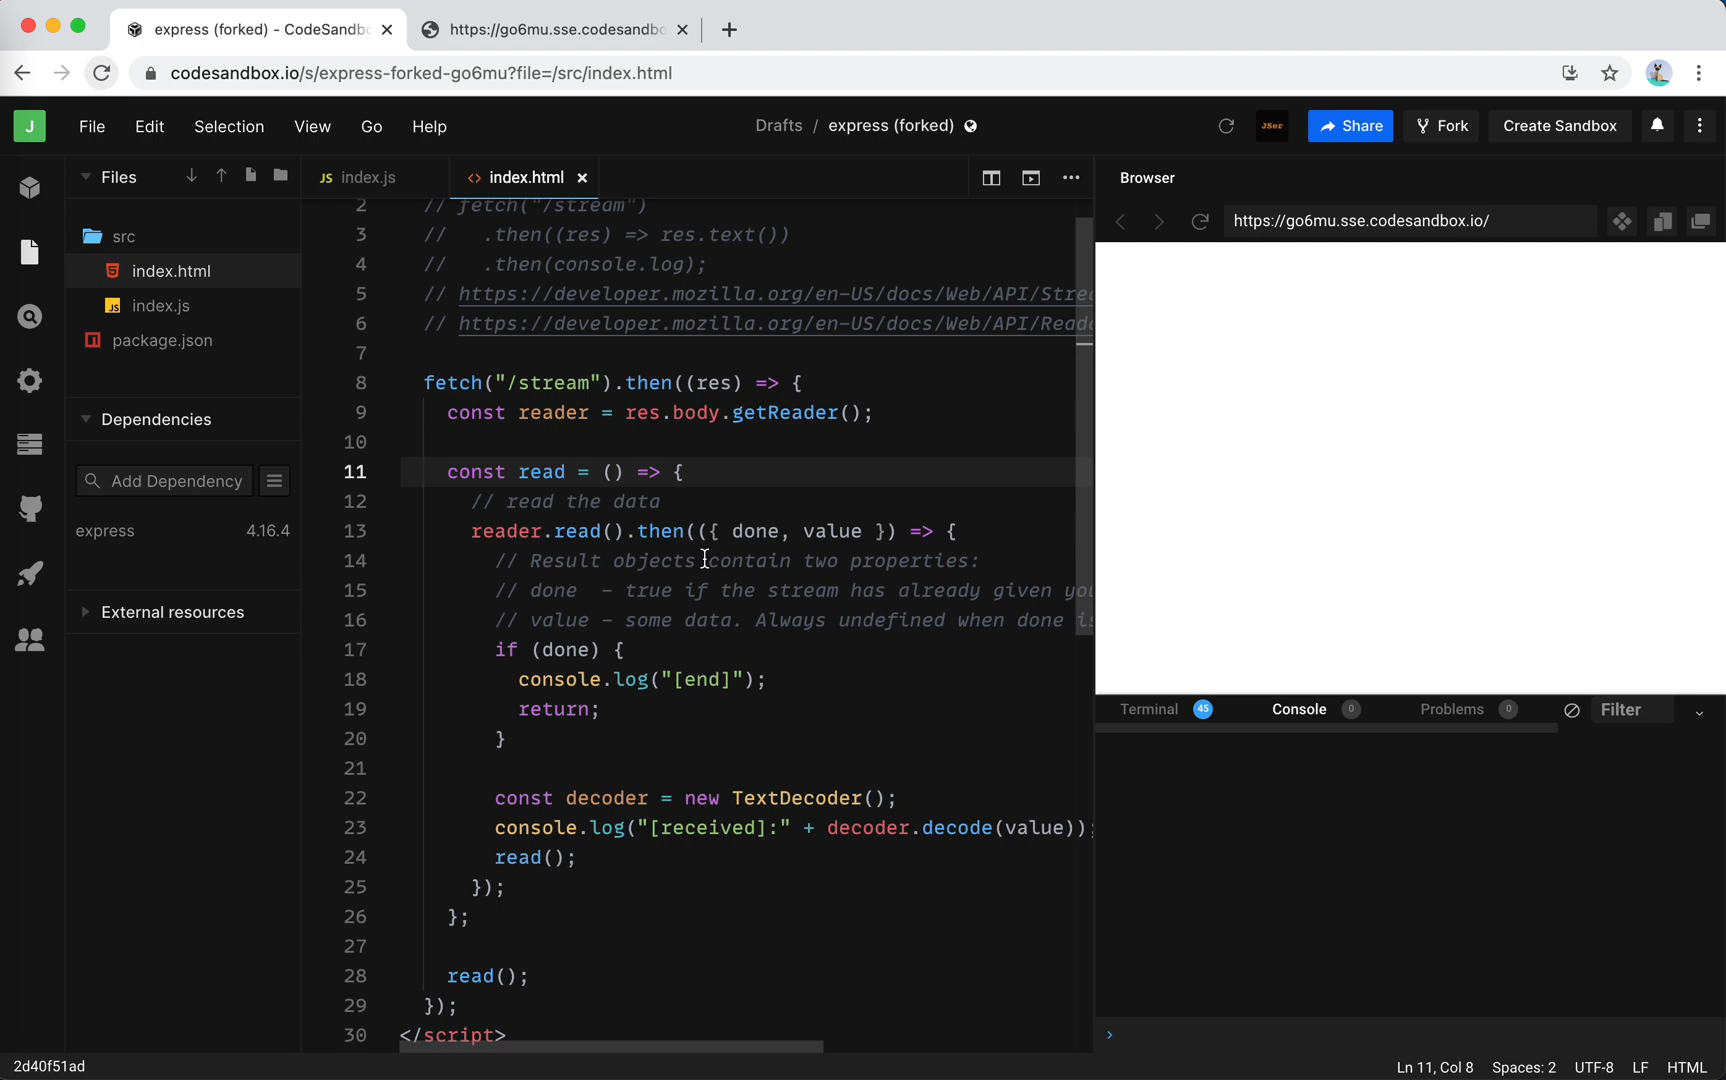 express (forked) - CodeSandb
https://go6mu.sse.codesandb
codesandbox.io/s/express-forked-go6mu?file=/src/index.html
J
File Edit Selection View Go Help
Drafts / express (forked)
JSer
Share
Fork
Create Sandbox
Files
src
index.html
index.js
package.json
Dependencies
Add Dependency
express 4.16.4
External resources
JS index.js
<> index.html
2 // fetch("/stream")
3 // .then((res) => res.text())
4 // .then(console.log);
5 // https://developer.mozilla.org/en-US/docs/Web/API/Stre
6 // https://developer.mozilla.org/en-US/docs/Web/API/Read
7
8 fetch("/stream").then((res) => {
9 const reader = res.body.getReader();
10
11 const read = () => {
12 // read the data
13 reader.read().then(({ done, value }) => {
14 // Result objects contain two properties:
15 // done - true if the stream has already given yo
16 // value - some data. Always undefined when done is
17 if (done) {
18 console.log("[end]");
19 return;
20 }
21
22 const decoder = new TextDecoder();
23 console.log("[received]:" + decoder.decode(value));
24 read();
25 });
26 };
27
28 read();
29 });
30 </script>
Browser
https://go6mu.sse.codesandbox.io/
Terminal 45 Console 0 Problems 0 Filter
2d40f51ad
Ln 11, Col 8 Spaces: 2 UTF-8 LF HTML